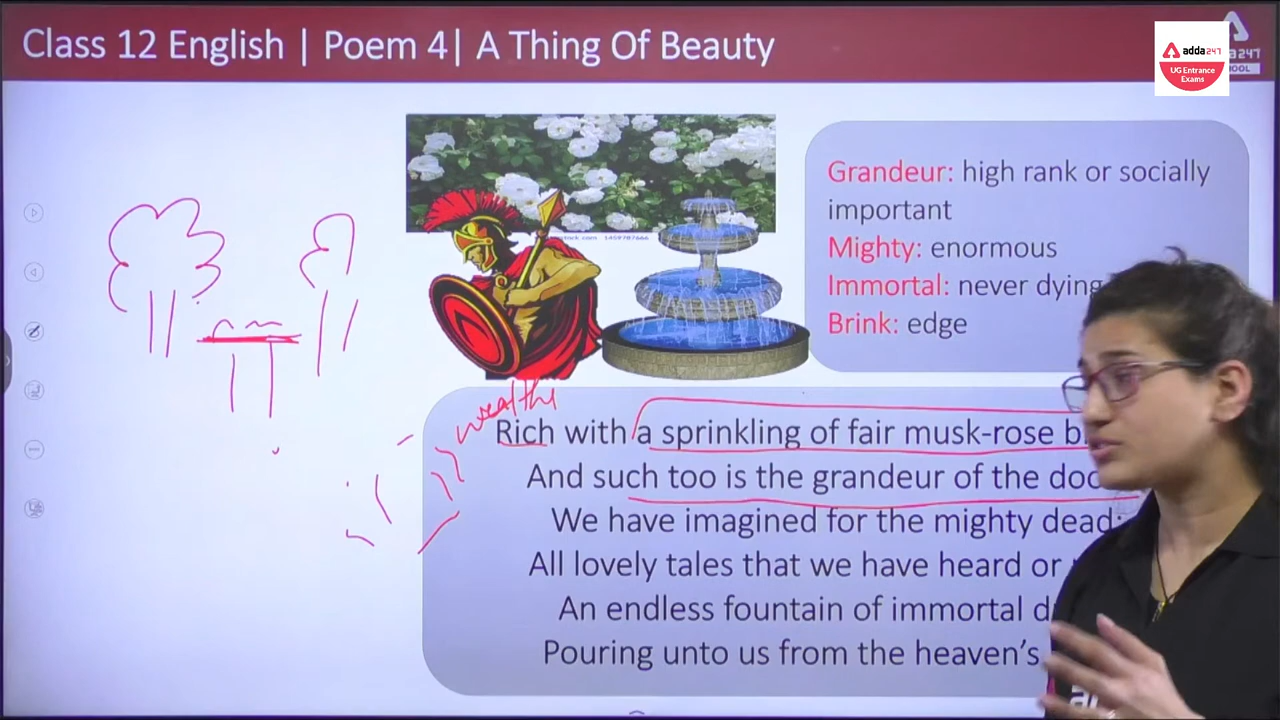 Class 12 English | Poem 4| A Thing Of Beauty
adda247
UG Entrance
Exams
Grandeur: high rank or socially
important
Mighty: enormous
Immortal: never dying
Brink: edge
Rich with a sprinkling of fair musk-rose
And such too is the grandeur of the
We have imagined for the mighty dead;
All lovely tales that we have heard or
An endless fountain of immortal
Pouring unto us from the heaven's